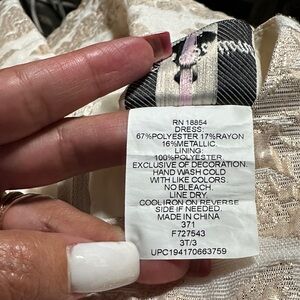 RN 18854
DRESS:
67%POLYESTER 17%RAYON
16%METALLIC.
LINING:
100%POLYESTER
EXCLUSIVE OF DECORATION.
HAND WASH COLD
WITH LIKE COLORS.
NO BLEACH.
LINE DRY.
COOL IRON ON REVERSE
SIDE IF NEEDED.
MADE IN CHINA
371
F727543
3T/3
UPC194170663759